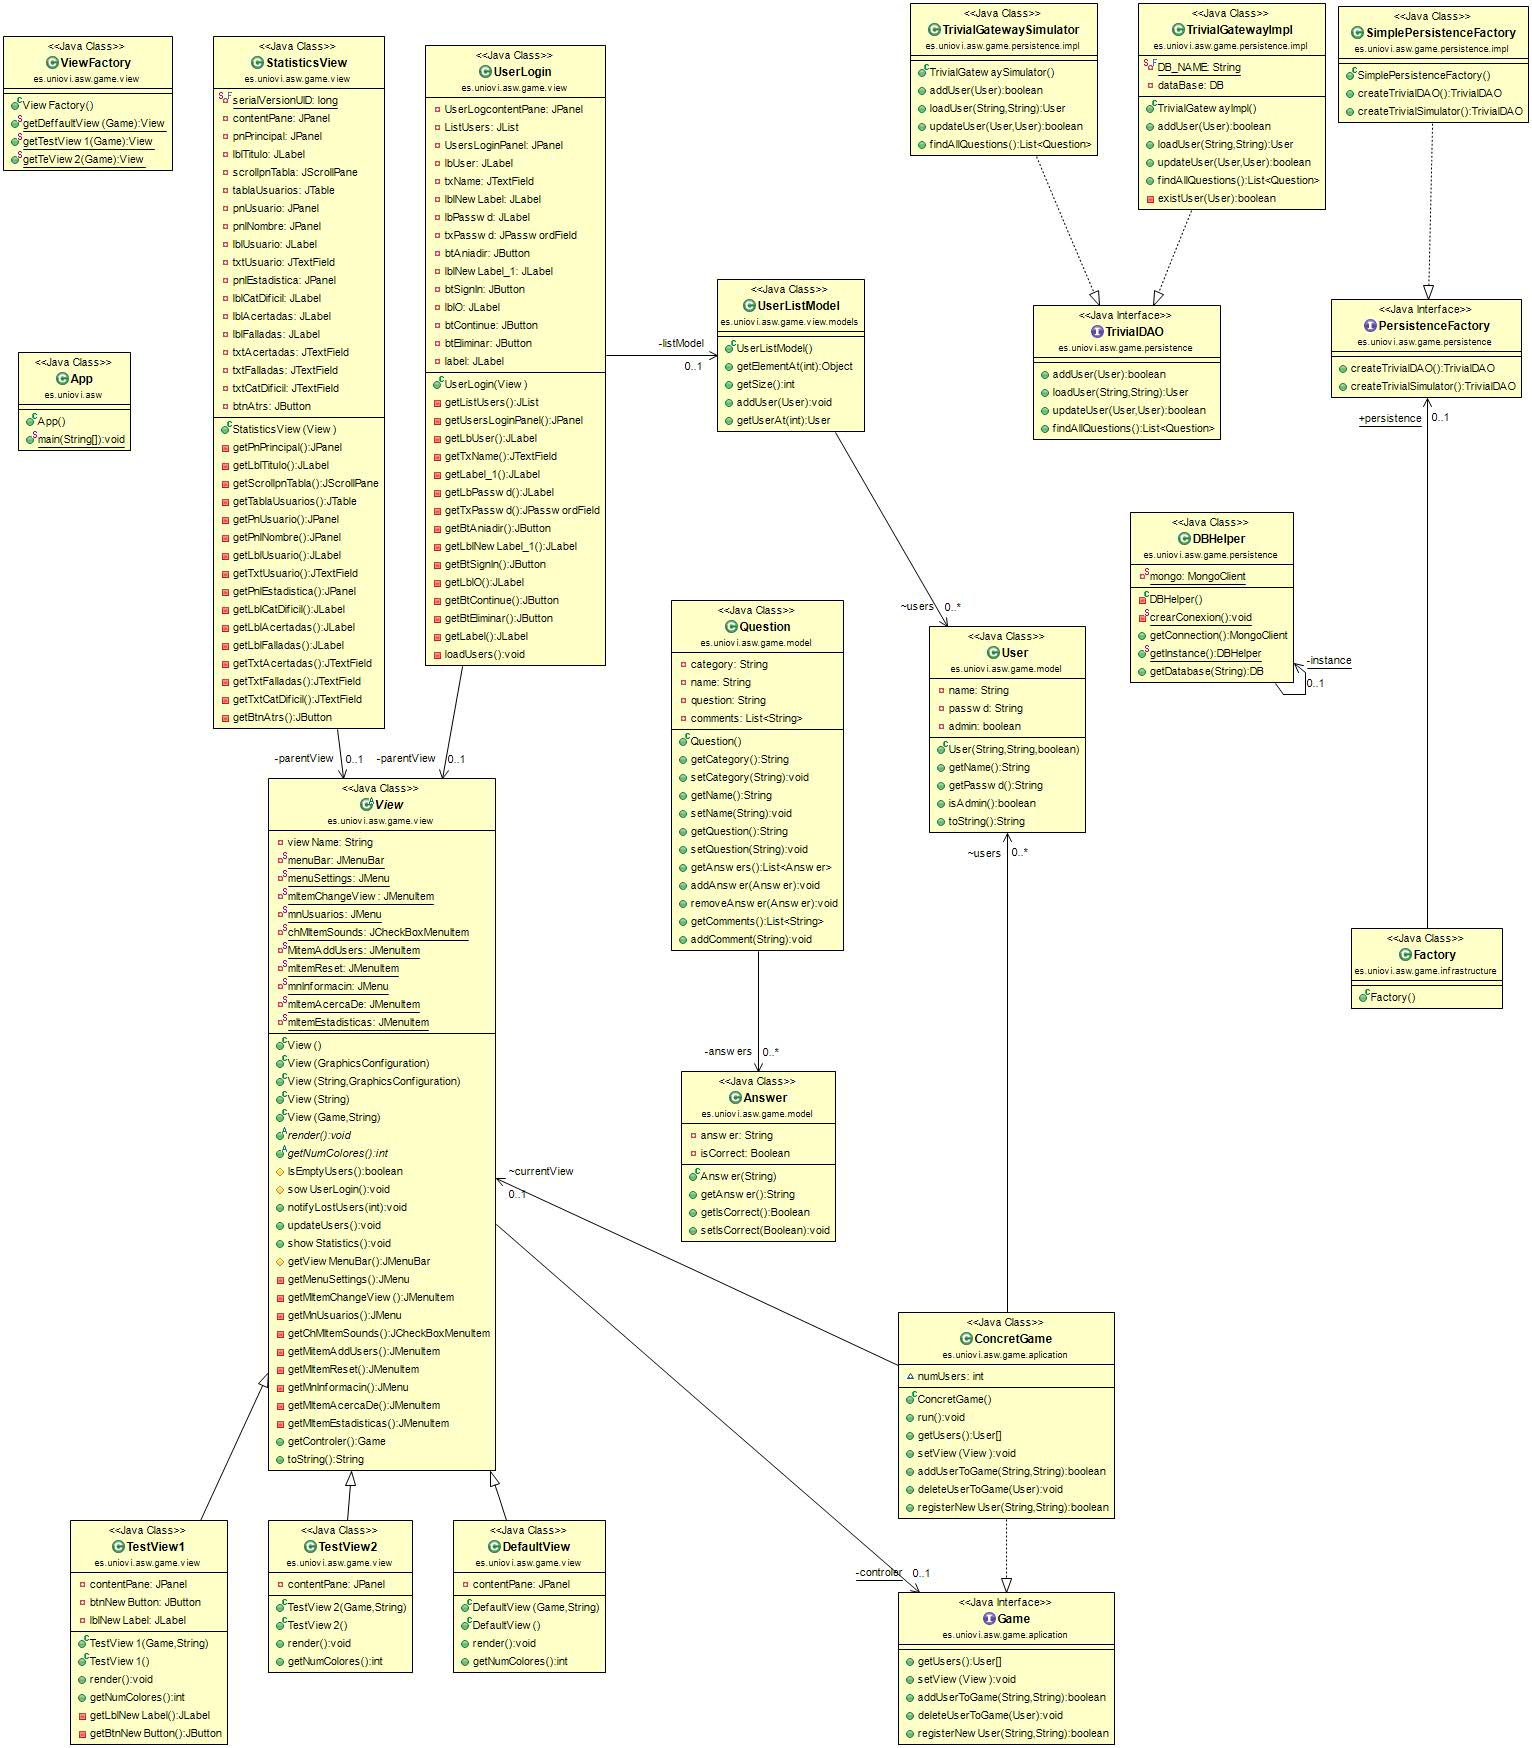 <<Java Class>>
ViewFactory
es.uniovi.asw.game.view
ViewFactory()
getDeffaultView(Game):View
getTestView1(Game):View
getTeView2(Game):View
<<Java Class>>
StatisticsView
es.uniovi.asw.game.view
serialVersionUID: long
contentPane: JPanel
pnPrincipal: JPanel
lblTitulo: JLabel
scrollpnTabla: JScrollPane
tablaUsuarios: JTable
pnUsuario: JPanel
pnlNombre: JPanel
lblUsuario: JLabel
txtUsuario: JTextField
pnlEstadistica: JPanel
lblCatDificil: JLabel
lblAcertadas: JLabel
lblFalladas: JLabel
txtAcertadas: JTextField
txtFalladas: JTextField
txtCatDificil: JTextField
btnAtrs: JButton
StatisticsView(View)
getPnPrincipal():JPanel
getLblTitulo():JLabel
getScrollpnTabla():JScrollPane
getTablaUsuarios():JTable
getPnUsuario():JPanel
getPnlNombre():JPanel
getLblUsuario():JLabel
getTxtUsuario():JTextField
getPnlEstadistica():JPanel
getLblCatDificil():JLabel
getLblAcertadas():JLabel
getLblFalladas():JLabel
getTxtAcertadas():JTextField
getTxtFalladas():JTextField
getTxtCatDificil():JTextField
getBtnAtrs():JButton
<<Java Class>>
UserLogin
es.uniovi.asw.game.view
UserLogcontentPane: JPanel
ListUsers: JList
UsersLoginPanel: JPanel
lbUser: JLabel
txName: JTextField
lblNewLabel: JLabel
lbPasswd: JLabel
txPasswd: JPasswordField
btAniadir: JButton
lblNewLabel_1: JLabel
btSignIn: JButton
lblO: JLabel
btContinue: JButton
btEliminar: JButton
label: JLabel
UserLogin(View)
getListUsers():JList
getUsersLoginPanel():JPanel
getLbUser():JLabel
getTxName():JTextField
getLabel_1():JLabel
getLbPasswd():JLabel
getTxPasswd():JPasswordField
getBtAniadir():JButton
getLblNewLabel_1():JLabel
getBtSignIn():JButton
getLblO():JLabel
getBtContinue():JButton
getBtEliminar():JButton
getLabel():JLabel
loadUsers():void
<<Java Class>>
TrivialGatewaySimulator
es.uniovi.asw.game.persistence.impl
TrivialGatewaySimulator()
addUser(User):boolean
loadUser(String,String):User
updateUser(User,User):boolean
findAllQuestions():List<Question>
<<Java Class>>
TrivialGatewayImpl
es.uniovi.asw.game.persistence.impl
DB_NAME: String
dataBase: DB
TrivialGatewayImpl()
addUser(User):boolean
loadUser(String,String):User
updateUser(User,User):boolean
findAllQuestions():List<Question>
existUser(User):boolean
<<Java Class>>
SimplePersistenceFactory
es.uniovi.asw.game.persistence.impl
SimplePersistenceFactory()
createTrivialDAO():TrivialDAO
createTrivialSimulator():TrivialDAO
<<Java Class>>
App
es.uniovi.asw
App()
main(String[]):void
-listModel
0..1
<<Java Class>>
UserListModel
es.uniovi.asw.game.view.models
UserListModel()
getElementAt(int):Object
getSize():int
addUser(User):void
getUserAt(int):User
<<Java Interface>>
TrivialDAO
es.uniovi.asw.game.persistence
addUser(User):boolean
loadUser(String,String):User
updateUser(User,User):boolean
findAllQuestions():List<Question>
<<Java Interface>>
PersistenceFactory
es.uniovi.asw.game.persistence
createTrivialDAO():TrivialDAO
createTrivialSimulator():TrivialDAO
+persistence
0..1
<<Java Class>>
DBHelper
es.uniovi.asw.game.persistence
mongo: MongoClient
DBHelper()
crearConexion():void
getConnection():MongoClient
getInstance():DBHelper
getDatabase(String):DB
-instance
0..1
<<Java Class>>
Question
es.uniovi.asw.game.model
category: String
name: String
question: String
comments: List<String>
Question()
getCategory():String
setCategory(String):void
getName():String
setName(String):void
getQuestion():String
setQuestion(String):void
getAnswers():List<Answer>
addAnswer(Answer):void
removeAnswer(Answer):void
getComments():List<String>
addComment(String):void
~users
0..*
<<Java Class>>
User
es.uniovi.asw.game.model
name: String
passwd: String
admin: boolean
User(String,String,boolean)
getName():String
getPasswd():String
isAdmin():boolean
toString():String
~users
0..*
-parentView
0..1
-parentView
0..1
<<Java Class>>
View
es.uniovi.asw.game.view
viewName: String
menuBar: JMenuBar
menuSettings: JMenu
mItemChangeView: JMenuItem
mnUsuarios: JMenu
chMItemSounds: JCheckBoxMenuItem
MitemAddUsers: JMenuItem
mItemReset: JMenuItem
mnInformacin: JMenu
mItemAcercaDe: JMenuItem
mItemEstadisticas: JMenuItem
View()
View(GraphicsConfiguration)
View(String,GraphicsConfiguration)
View(String)
View(Game,String)
render():void
getNumColores():int
IsEmptyUsers():boolean
sowUserLogin():void
notifyLostUsers(int):void
updateUsers():void
showStatistics():void
getViewMenuBar():JMenuBar
getMenuSettings():JMenu
getMItemChangeView():JMenuItem
getMnUsuarios():JMenu
getChMItemSounds():JCheckBoxMenuItem
getMitemAddUsers():JMenuItem
getMItemReset():JMenuItem
getMnInformacin():JMenu
getMItemAcercaDe():JMenuItem
getMItemEstadisticas():JMenuItem
getControler():Game
toString():String
<<Java Class>>
Factory
es.uniovi.asw.game.infrastructure
Factory()
-answers
0..*
<<Java Class>>
Answer
es.uniovi.asw.game.model
answer: String
isCorrect: Boolean
Answer(String)
getAnswer():String
getIsCorrect():Boolean
setIsCorrect(Boolean):void
~currentView
0..1
<<Java Class>>
ConcretGame
es.uniovi.asw.game.aplication
numUsers: int
ConcretGame()
run():void
getUsers():User[]
setView(View):void
addUserToGame(String,String):boolean
deleteUserToGame(User):void
registerNewUser(String,String):boolean
<<Java Class>>
TestView1
es.uniovi.asw.game.view
contentPane: JPanel
btnNewButton: JButton
lblNewLabel: JLabel
TestView1(Game,String)
TestView1()
render():void
getNumColores():int
getLblNewLabel():JLabel
getBtnNewButton():JButton
<<Java Class>>
TestView2
es.uniovi.asw.game.view
contentPane: JPanel
TestView2(Game,String)
TestView2()
render():void
getNumColores():int
<<Java Class>>
DefaultView
es.uniovi.asw.game.view
contentPane: JPanel
DefaultView(Game,String)
DefaultView()
render():void
getNumColores():int
-controler
0..1
<<Java Interface>>
Game
es.uniovi.asw.game.aplication
getUsers():User[]
setView(View):void
addUserToGame(String,String):boolean
deleteUserToGame(User):void
registerNewUser(String,String):boolean